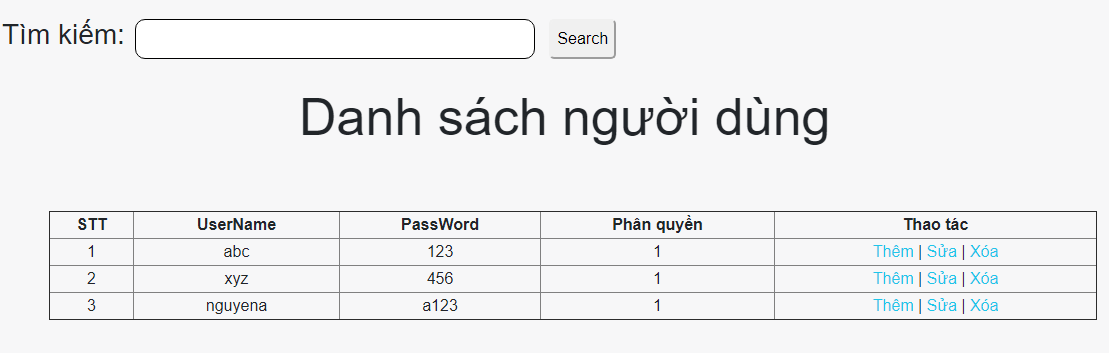 Tìm kiếm: Search
Danh sách người dùng
STT UserName PassWord Phân quyền Thao tác
1 abc 123 1 Thêm | Sửa | Xóa
2 xyz 456 1 Thêm | Sửa | Xóa
3 nguyena a123 1 Thêm | Sửa | Xóa